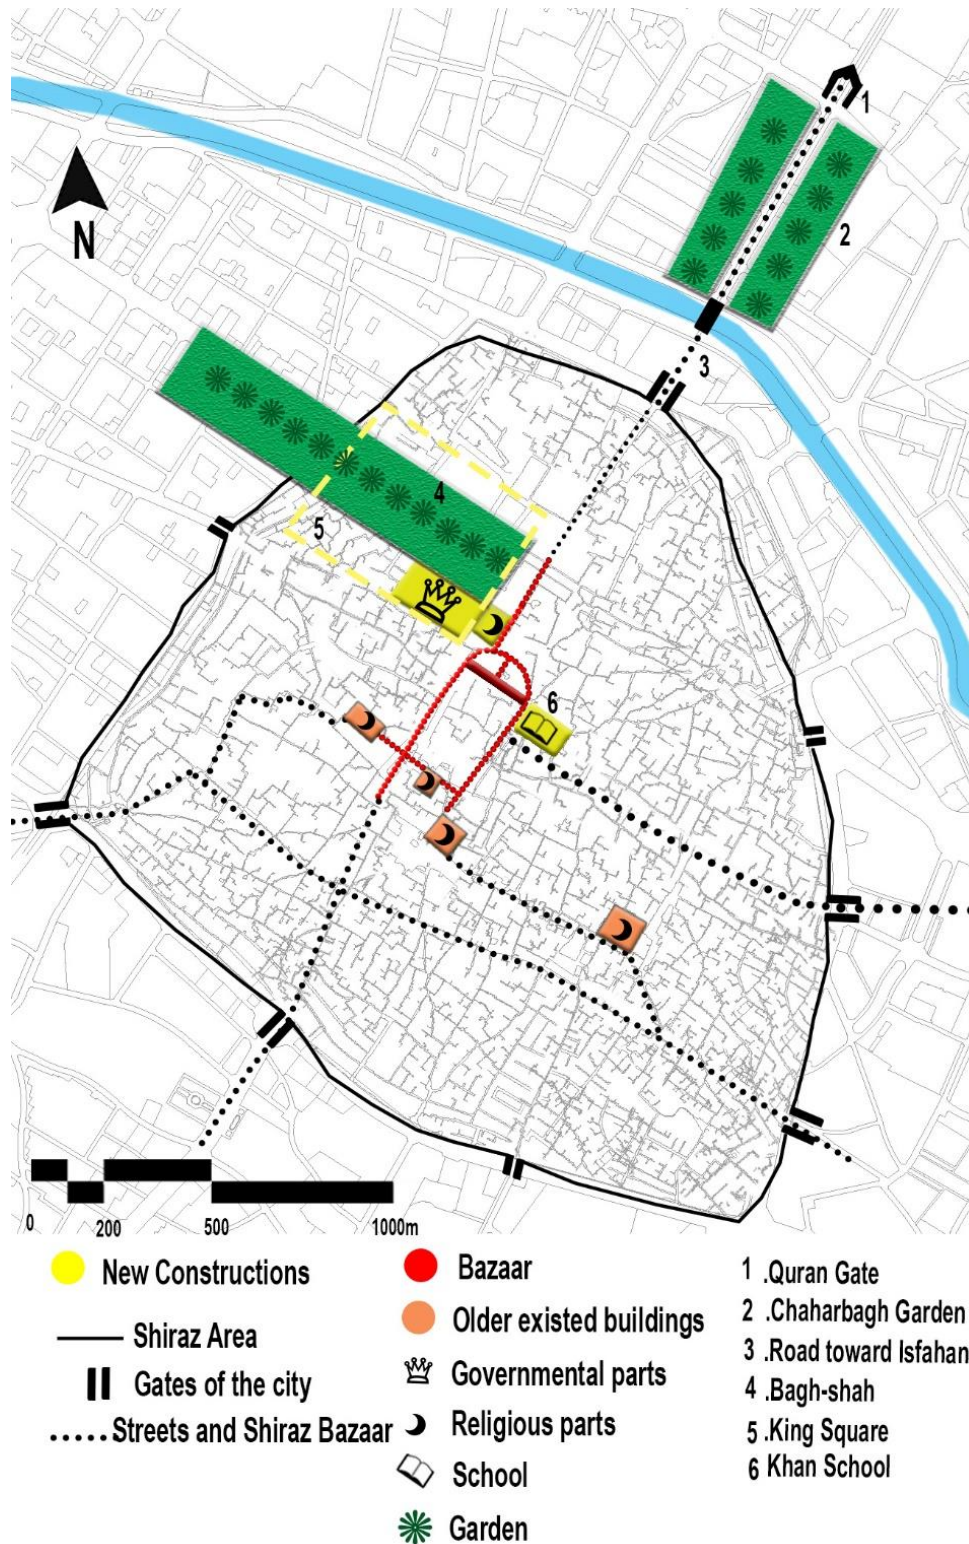 1
2
N
3
4
5
6
0 200 500 1000m
New Constructions
Shiraz Area
Gates of the city
Streets and Shiraz Bazaar
Bazaar
Older existed buildings
Governmental parts
Religious parts
School
Garden
1 .Quran Gate
2 .Chaharbagh Garden
3 .Road toward Isfahan
4 .Bagh-shah
5 .King Square
6 Khan School